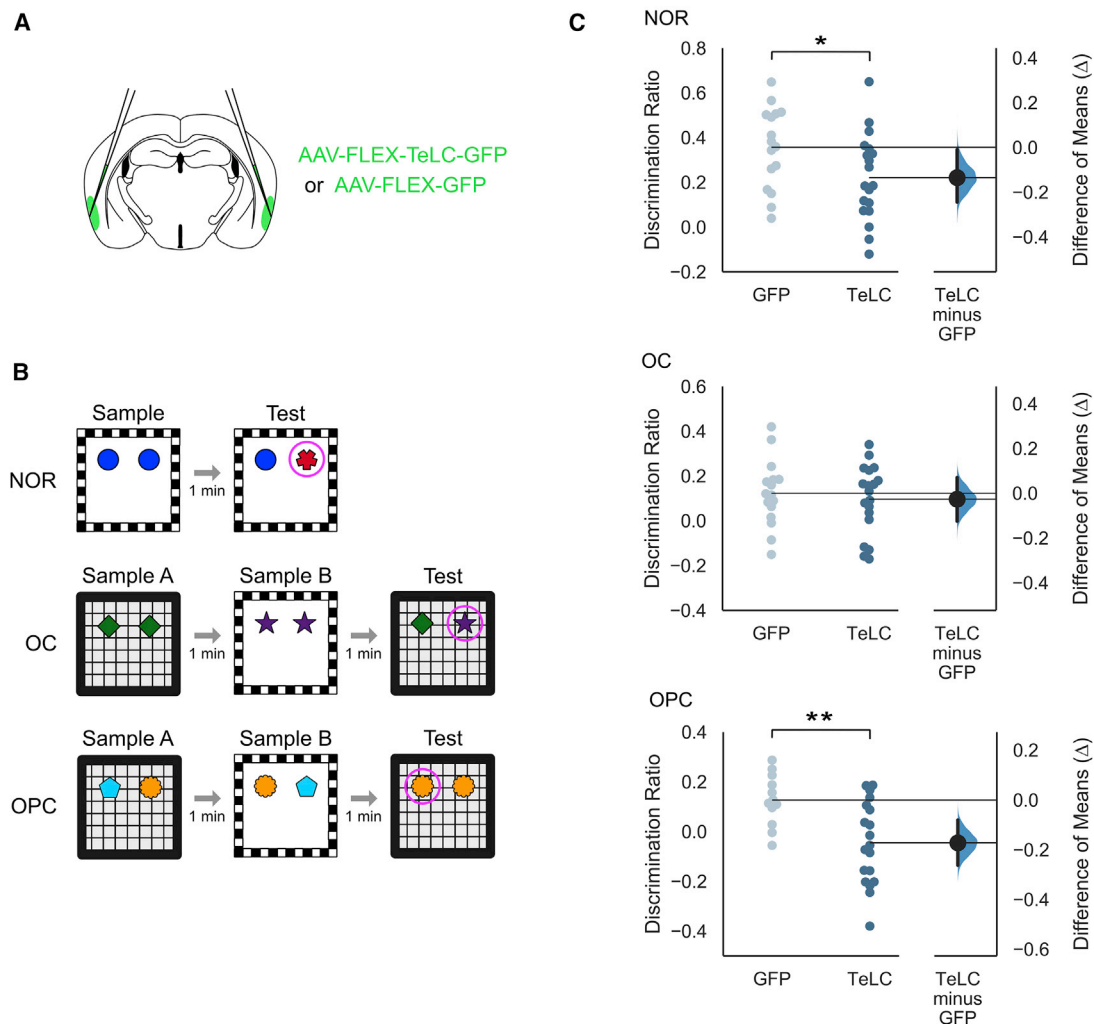 A
AAV-FLEX-TeLC-GFP
or AAV-FLEX-GFP
B
Sample
Test
NOR
1 min
Sample A
Sample B
Test
OC
1 min
1 min
Sample A
Sample B
Test
OPC
1 min
1 min
C
NOR
*
Discrimination Ratio
0.8
0.6
0.4
0.2
0.0
−0.2
GFP
TeLC
TeLC
minus
GFP
0.4
0.2
0.0
−0.2
−0.4
Difference of Means (Δ)
OC
Discrimination Ratio
0.6
0.4
0.2
0.0
−0.2
−0.4
GFP
TeLC
TeLC
minus
GFP
0.4
0.2
0.0
−0.2
−0.4
Difference of Means (Δ)
OPC
**
Discrimination Ratio
0.4
0.2
0.0
−0.2
−0.4
GFP
TeLC
TeLC
minus
GFP
0.2
0.0
−0.2
−0.4
−0.6
Difference of Means (Δ)